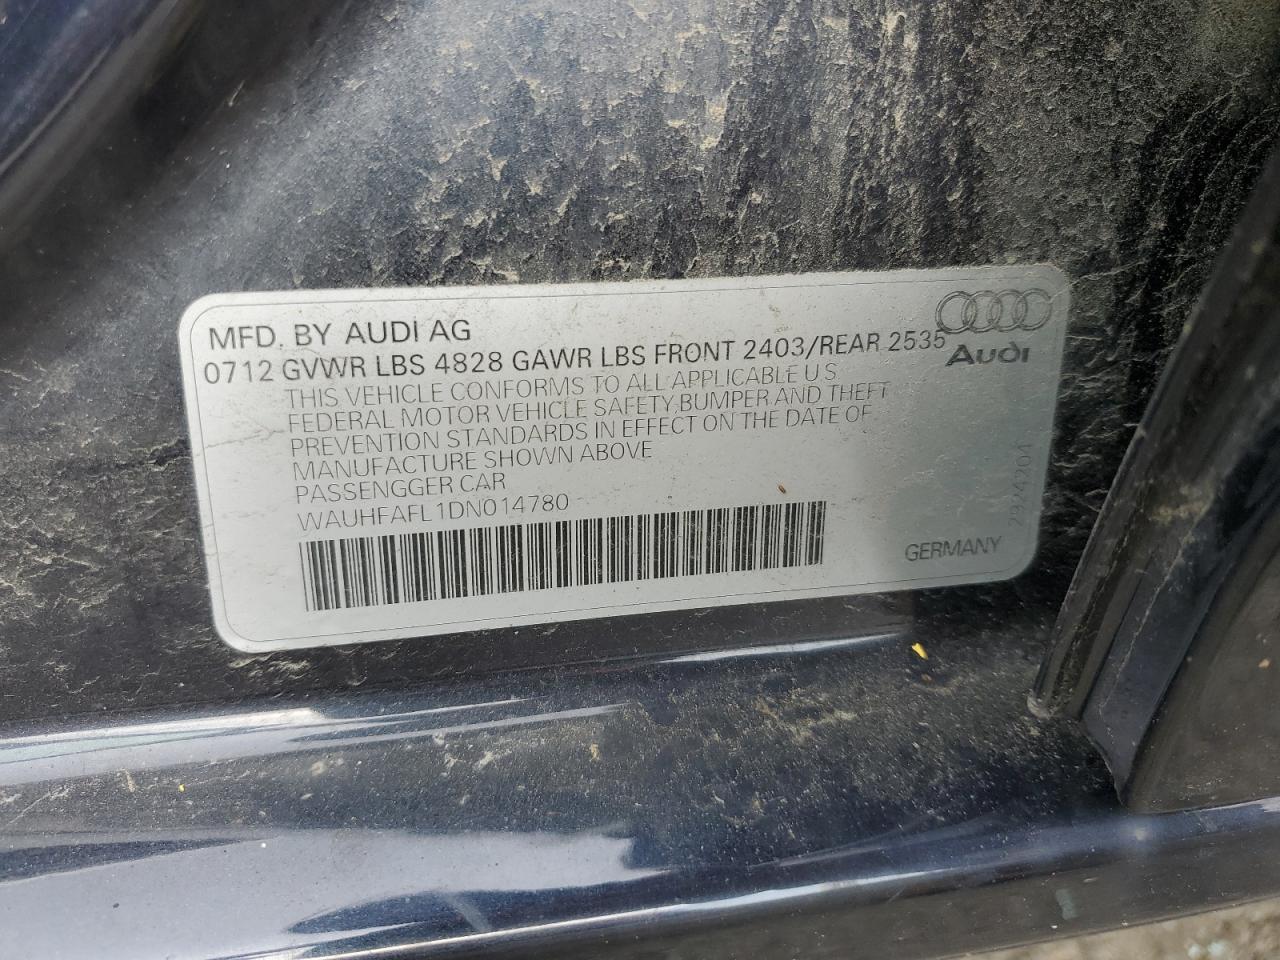 MFD. BY AUDI AG
0712 GVWR LBS 4828 GAWR LBS FRONT 2403/REAR 2535
Audi
THIS VEHICLE CONFORMS TO ALL APPLICABLE U S
FEDERAL MOTOR VEHICLE SAFETY,BUMPER AND THEFT
PREVENTION STANDARDS IN EFFECT ON THE DATE OF
MANUFACTURE SHOWN ABOVE
PASSENGGER CAR
WAUHFAFL1DN014780
GERMANY